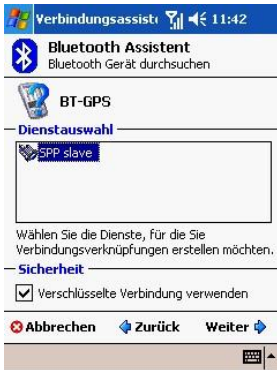 Verbindungsassiste 11:42
Bluetooth Assistent
Bluetooth Gerät durchsuchen
BT-GPS
Dienstauswahl
SPP slave
Wählen Sie die Dienste, für die Sie
Verbindungsverknüpfungen erstellen möchten.
Sicherheit
Verschlüsselte Verbindung verwenden
Abbrechen Zurück Weiter